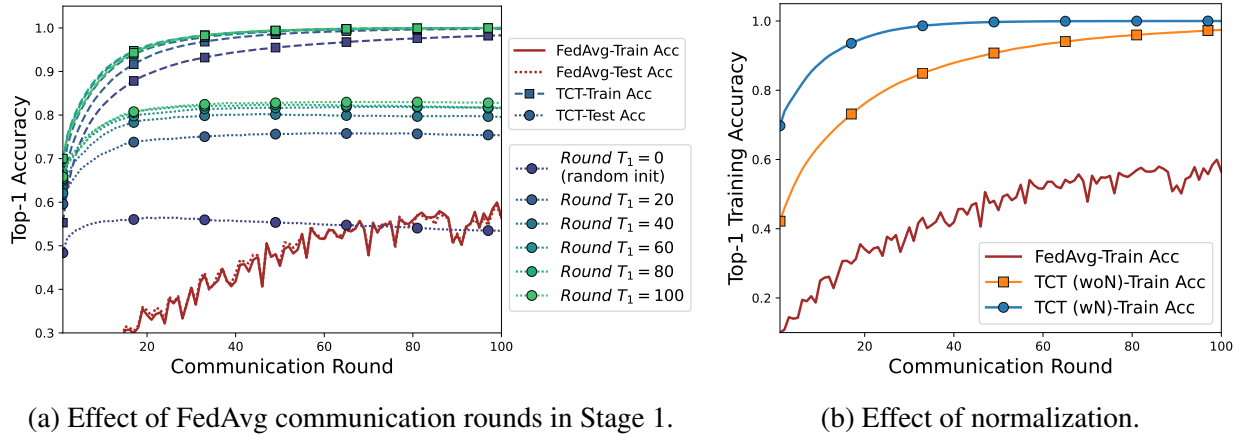 1.0
0.9
0.8
0.7
0.6
0.5
0.4
0.3
Top-1 Accuracy
20
40
60
80
100
Communication Round
FedAvg-Train Acc
FedAvg-Test Acc
TCT-Train Acc
TCT-Test Acc
Round T₁ = 0
(random init)
Round T₁ = 20
Round T₁ = 40
Round T₁ = 60
Round T₁ = 80
Round T₁ = 100
(a) Effect of FedAvg communication rounds in Stage 1.
1.0
0.8
0.6
0.4
0.2
Top-1 Training Accuracy
20
40
60
80
100
Communication Round
FedAvg-Train Acc
TCT (woN)-Train Acc
TCT (wN)-Train Acc
(b) Effect of normalization.